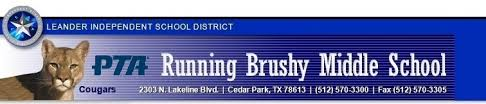 LEANDER INDEPENDENT SCHOOL DISTRICT
PTA Running Brushy Middle School
Cougars 2303 N. Lakeline Blvd. | Cedar Park, TX 78613 | (512) 570-3300 | Fax (512) 570-3305